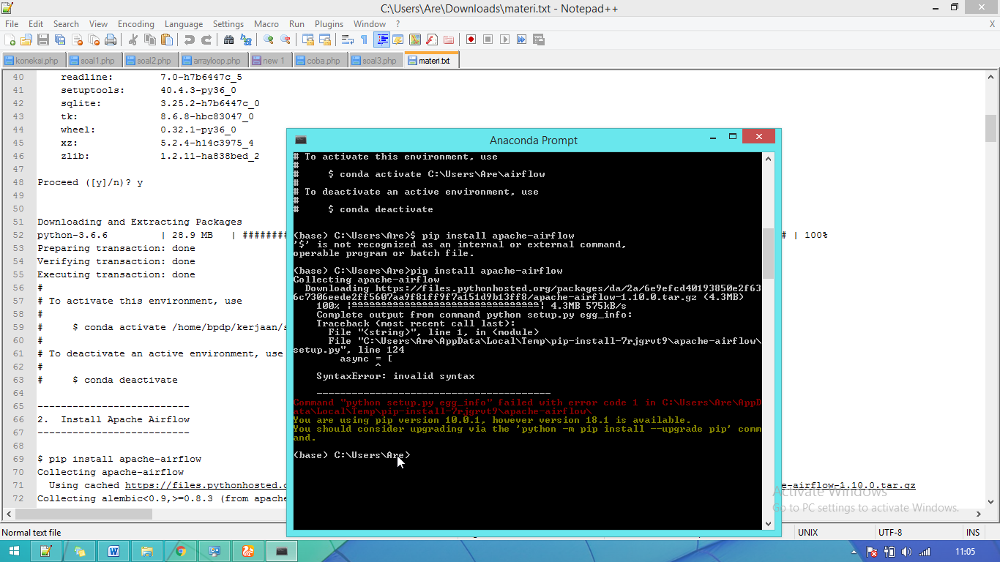 C:\Users\Are\Downloads\materi.txt - Notepad++
File Edit Search View Encoding Language Settings Macro Run Plugins Window ? X
koneksi.php soal1.php soal2.php arrayloop.php new 1 coba.php soal3.php materi.txt
40 readline: 7.0-h7b6447c_5
41 setuptools: 40.4.3-py36_0
42 sqlite: 3.25.2-h7b6447c_0
43 tk: 8.6.8-hbc83047_0
44 wheel: 0.32.1-py36_0
45 xz: 5.2.4-h14c3975_4
46 zlib: 1.2.11-ha838bed_2
47
48 Proceed ([y]/n)? y
49
50
51 Downloading and Extracting Packages
52 python-3.6.6 | 28.9 MB | ######## # | 100%
53 Preparing transaction: done
54 Verifying transaction: done
55 Executing transaction: done
56 #
57 # To activate this environment, use
58 #
59 # $ conda activate /home/bpdp/kerjaan/s
60 #
61 # To deactivate an active environment, use
62 #
63 # $ conda deactivate
64
65 --------------------------
66 2. Install Apache Airflow
67 --------------------------
68
69 $ pip install apache-airflow
70 Collecting apache-airflow
71 Using cached https://files.pythonhosted.o e-airflow-1.10.0.tar.gz
72 Collecting alembic<0.9,>=0.8.3 (from apache
Anaconda Prompt
# To activate this environment, use
#
# $ conda activate C:\Users\Are\airflow
#
# To deactivate an active environment, use
#
# $ conda deactivate
(base) C:\Users\Are>$ pip install apache-airflow
'$' is not recognized as an internal or external command,
operable program or batch file.
(base) C:\Users\Are>pip install apache-airflow
Collecting apache-airflow
Downloading https://files.pythonhosted.org/packages/da/2a/6e9efcd40193850e2f63
6c7306eede2ff5607aa9f81ff9f7a151d9b13ff8/apache-airflow-1.10.0.tar.gz (4.3MB)
100% 4.3MB 575kB/s
Complete output from command python setup.py egg_info:
Traceback (most recent call last):
File "<string>", line 1, in <module>
File "C:\Users\Are\AppData\Local\Temp\pip-install-7rjgrvt9\apache-airflow\
setup.py", line 124
async = [
^
SyntaxError: invalid syntax
----------------------------------------
Command "python setup.py egg_info" failed with error code 1 in C:\Users\Are\AppD
ata\Local\Temp\pip-install-7rjgrvt9\apache-airflow\
You are using pip version 10.0.1, however version 18.1 is available.
You should consider upgrading via the 'python -m pip install --upgrade pip' comm
and.
(base) C:\Users\Are>
Activate Windows
Go to PC settings to activate Windows.
Normal text file UNIX UTF-8 INS
11:05